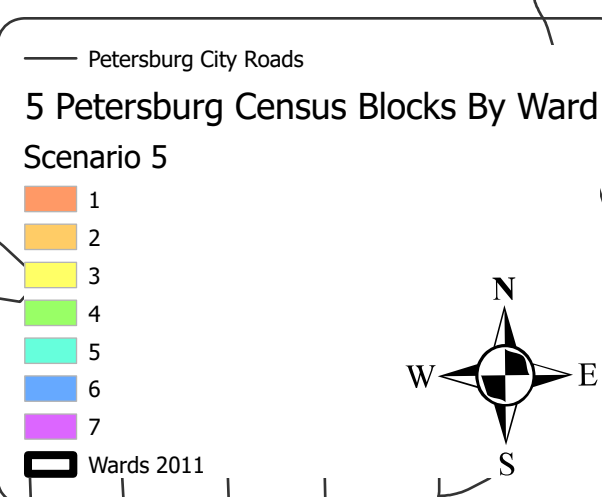 Petersburg City Roads
5 Petersburg Census Blocks By Ward
Scenario 5
1
2
3
4
5
6
7
Wards 2011
N
W
E
S